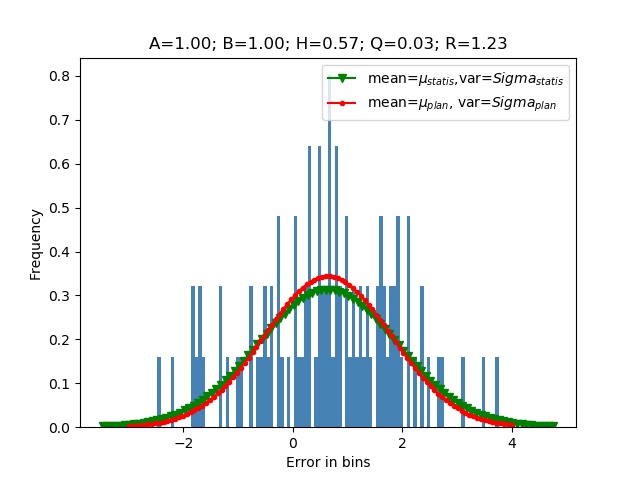 A=1.00; B=1.00; H=0.57; Q=0.03; R=1.23
mean=μstatis,var=Sigmastatis
mean=μplan, var=Sigmaplan
0.8
0.7
0.6
0.5
0.4
0.3
0.2
0.1
0.0
Frequency
−2
0
2
4
Error in bins